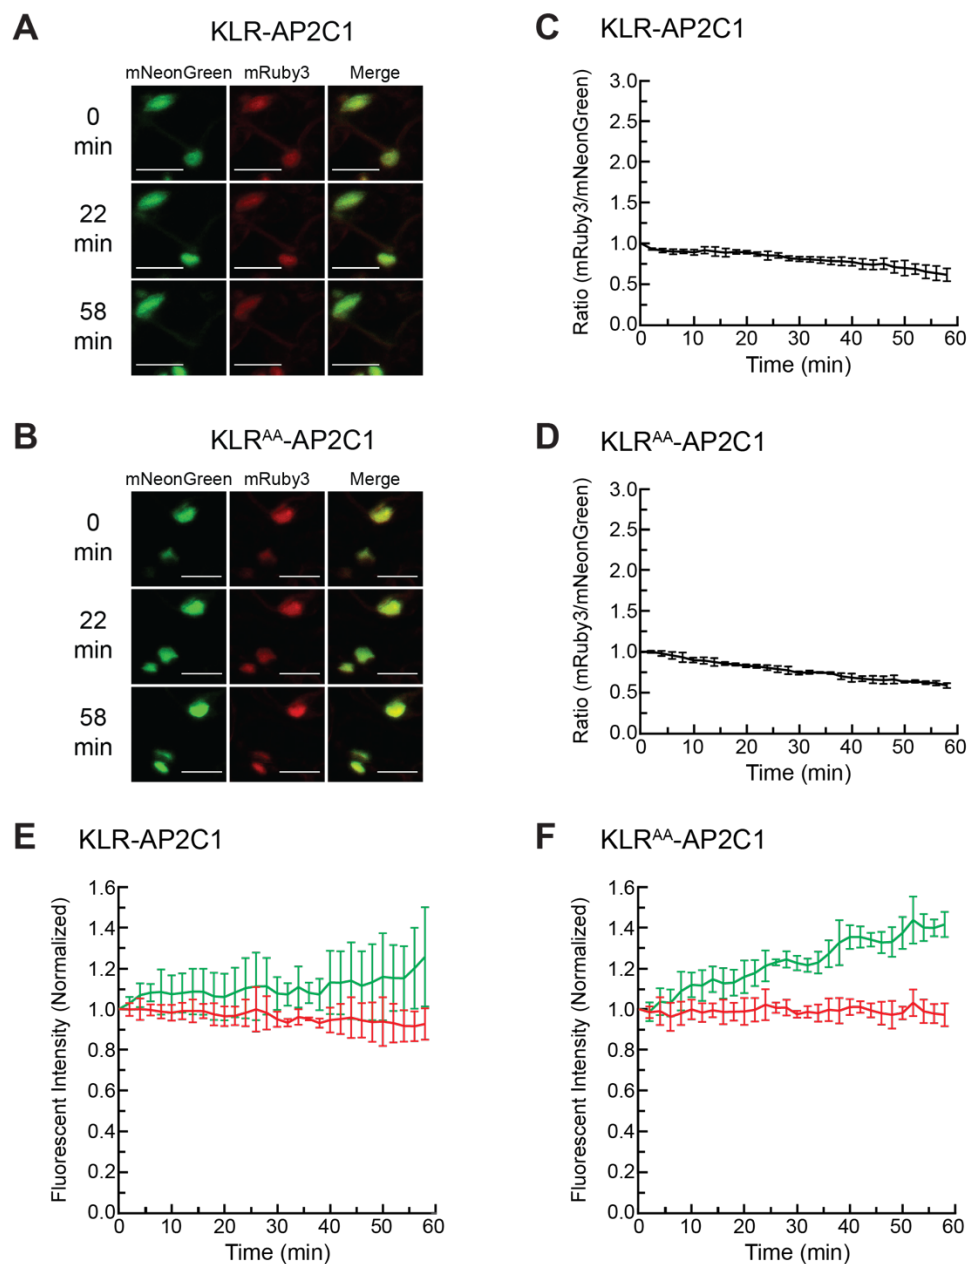 A
KLR-AP2C1
mNeonGreen mRuby3 Merge
0
min
22
min
58
min
B
KLRᴬᴬ-AP2C1
mNeonGreen mRuby3 Merge
0
min
22
min
58
min
C
KLR-AP2C1
Ratio (mRuby3/mNeonGreen)
3.0
2.5
2.0
1.5
1.0
0.5
0.0
0 10 20 30 40 50 60
Time (min)
D
KLRᴬᴬ-AP2C1
Ratio (mRuby3/mNeonGreen)
3.0
2.5
2.0
1.5
1.0
0.5
0.0
0 10 20 30 40 50 60
Time (min)
E
KLR-AP2C1
Fluorescent Intensity (Normalized)
1.6
1.4
1.2
1.0
0.8
0.6
0.4
0.2
0.0
0 10 20 30 40 50 60
Time (min)
F
KLRᴬᴬ-AP2C1
Fluorescent Intensity (Normalized)
1.6
1.4
1.2
1.0
0.8
0.6
0.4
0.2
0.0
0 10 20 30 40 50 60
Time (min)